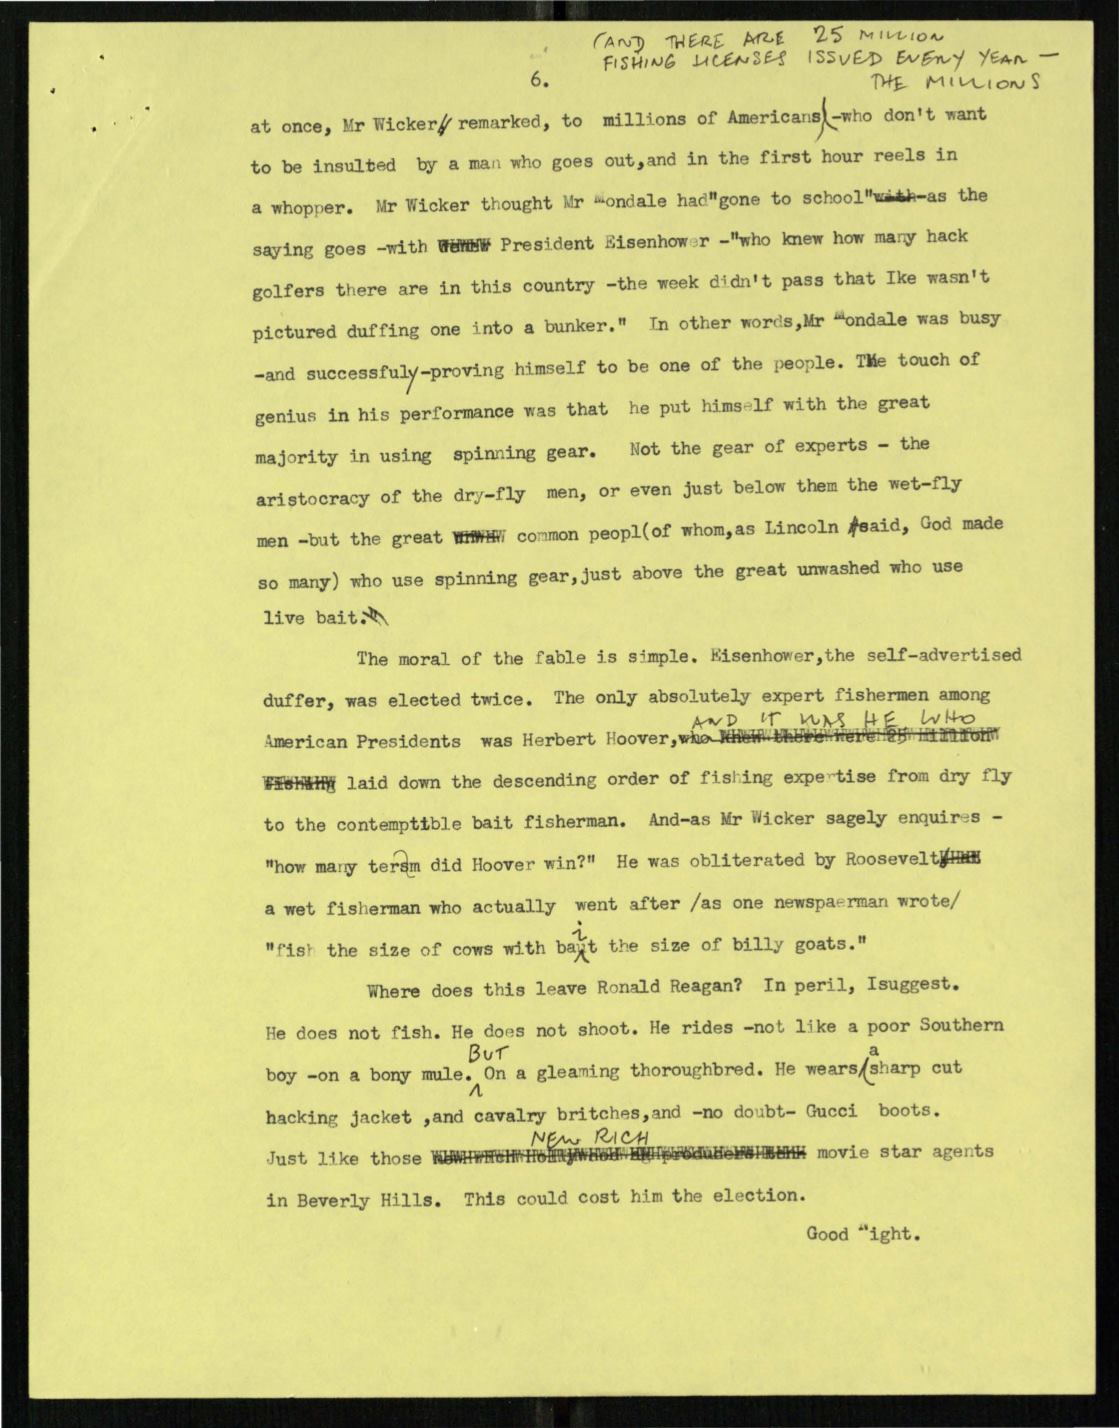 (AND THERE ARE 25 MILLION
FISHING LICENSES ISSUED EVERY YEAR —
THE MILLIONS
6.
at once, Mr Wicker remarked, to millions of Americans -who don't want
to be insulted by a man who goes out,and in the first hour reels in
a whopper. Mr Wicker thought Mr Mondale had"gone to school"with-as the
saying goes -with President Eisenhower -"who knew how many hack
golfers there are in this country -the week didn't pass that Ike wasn't
pictured duffing one into a bunker." In other words,Mr Mondale was busy
-and successfuly-proving himself to be one of the people. The touch of
genius in his performance was that he put himself with the great
majority in using spinning gear. Not the gear of experts - the
aristocracy of the dry-fly men, or even just below them the wet-fly
men -but the great common peopl(of whom,as Lincoln said, God made
so many) who use spinning gear,just above the great unwashed who use
live bait.
The moral of the fable is simple. Eisenhower,the self-advertised
duffer, was elected twice. The only absolutely expert fishermen among
AND IT WAS HE WHO
American Presidents was Herbert Hoover,who knew there were 25 million
fishing laid down the descending order of fishing expertise from dry fly
to the contemptible bait fisherman. And-as Mr Wicker sagely enquires -
"how many tersm did Hoover win?" He was obliterated by Roosevelt
a wet fisherman who actually went after /as one newspaerman wrote/
"fish the size of cows with bait the size of billy goats."
Where does this leave Ronald Reagan? In peril, Isuggest.
He does not fish. He does not shoot. He rides -not like a poor Southern
BUT
a
boy -on a bony mule. On a gleaming thoroughbred. He wears sharp cut
hacking jacket ,and cavalry britches,and -no doubt- Gucci boots.
NEW RICH
Just like those movie star agents
in Beverly Hills. This could cost him the election.
Good Night.